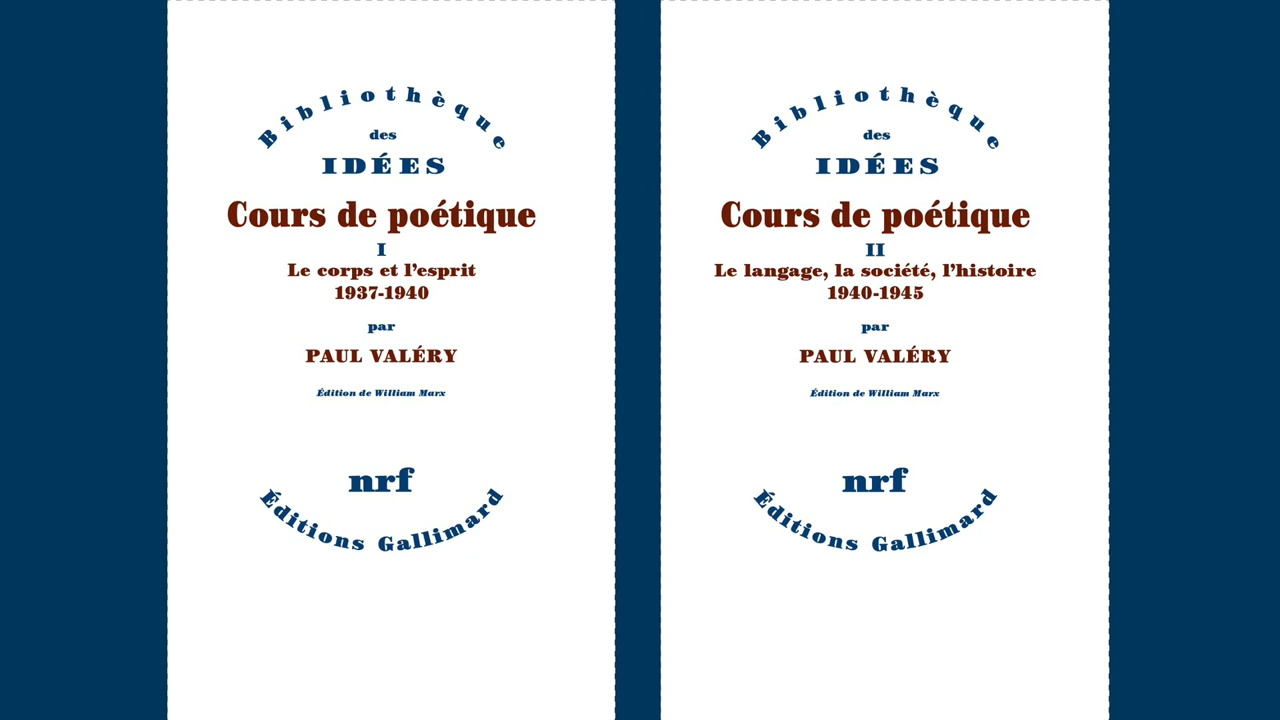 Bibliothèque
des
IDÉES
Cours de poétique
I
Le corps et l'esprit
1937-1940
par
PAUL VALÉRY
Édition de William Marx
nrf
Éditions Gallimard
Bibliothèque
des
IDÉES
Cours de poétique
II
Le langage, la société, l'histoire
1940-1945
par
PAUL VALÉRY
Édition de William Marx
nrf
Éditions Gallimard